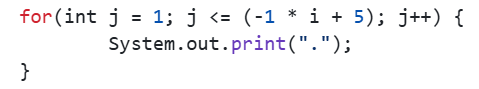 for(int j = 1; j <= (-1 * i + 5); j++) {
        System.out.print(".");
}